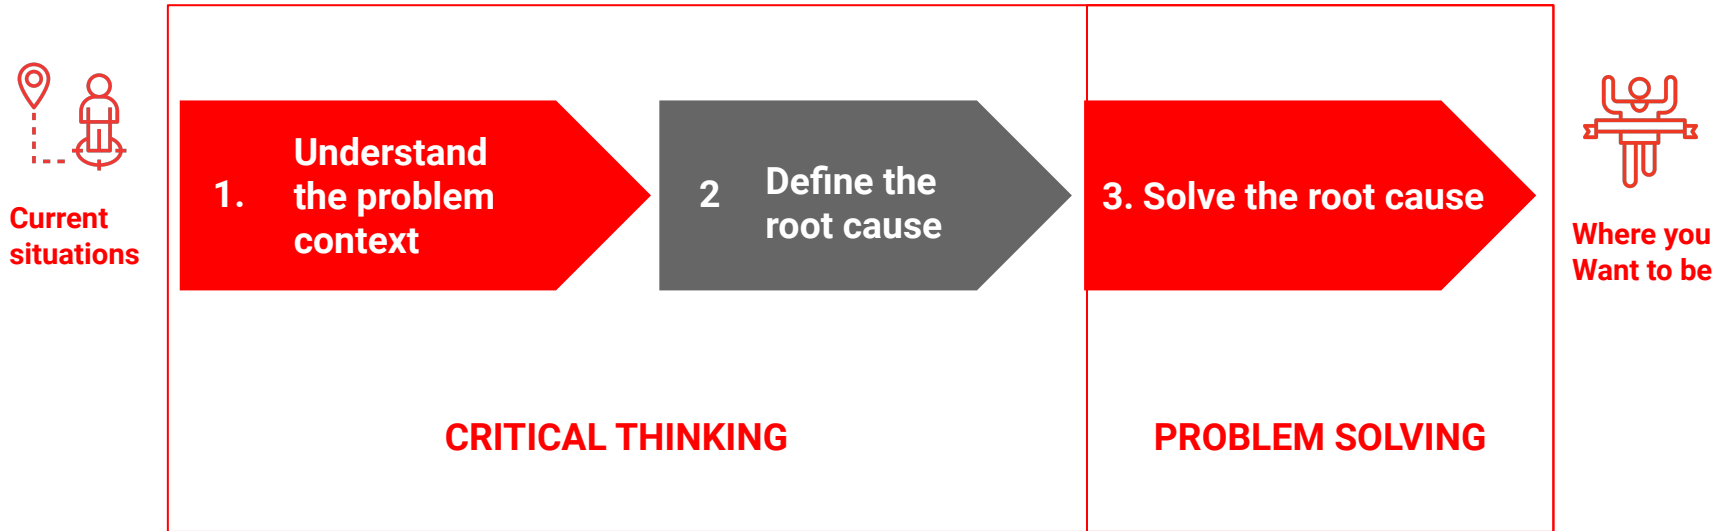 Current
situations
1.
Understand
the problem
context
2
Define the
root cause
3. Solve the root cause
Where you
Want to be
CRITICAL THINKING
PROBLEM SOLVING